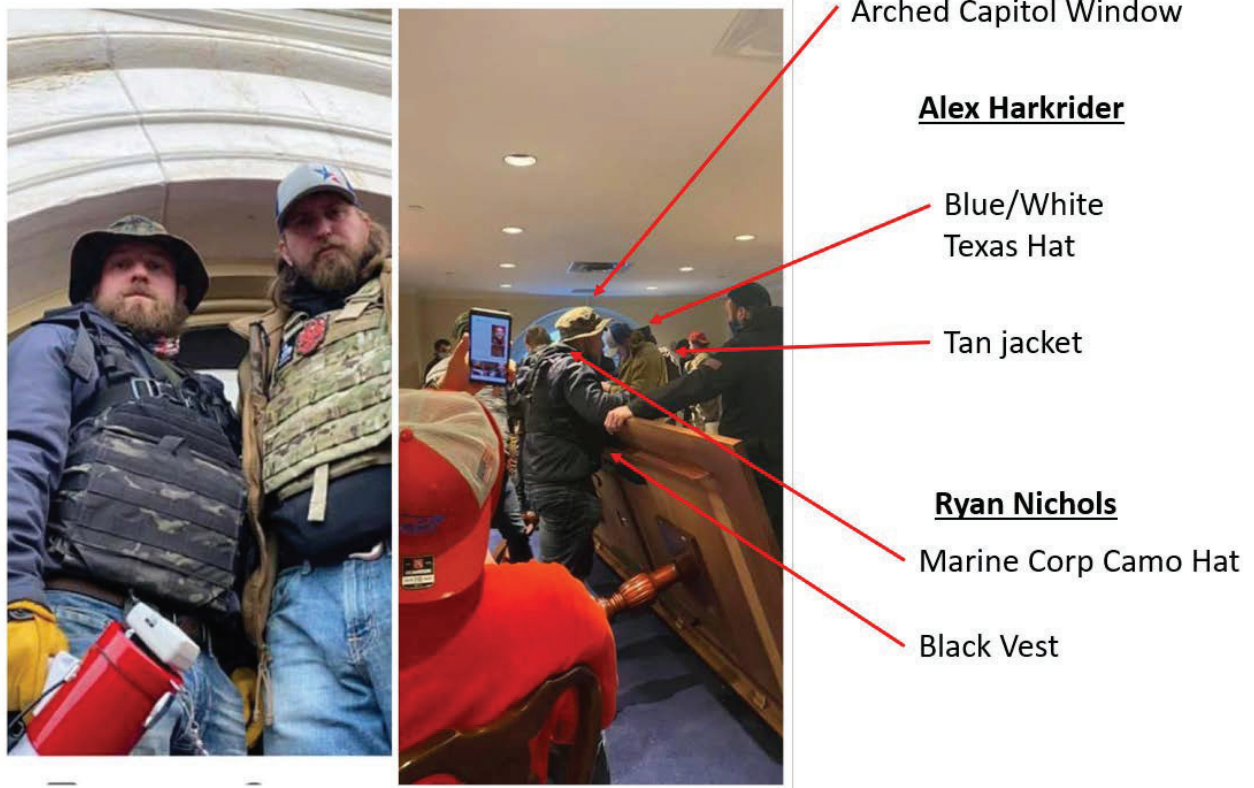 Arched Capitol Window
Alex Harkrider
Blue/White
Texas Hat
Tan jacket
Ryan Nichols
Marine Corp Camo Hat
Black Vest